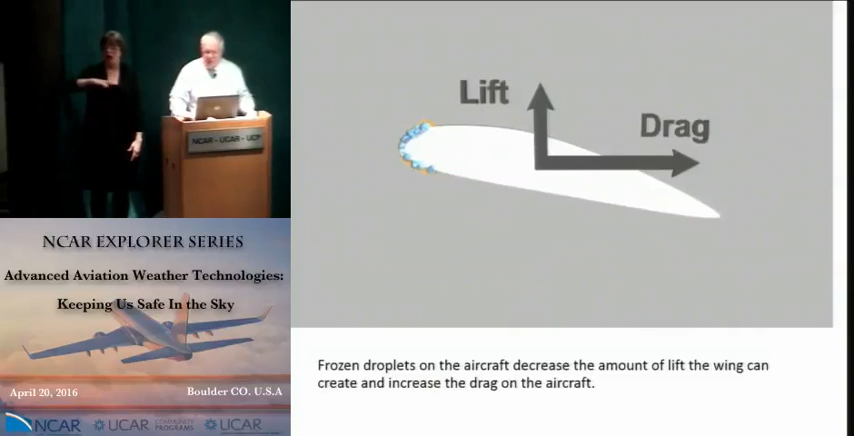 NCAR - UCAR - UCP
NCAR EXPLORER SERIES
Advanced Aviation Weather Technologies:
Keeping Us Safe In the Sky
April 20, 2016
Boulder CO. U.S.A
NCAR
UCAR
COMMUNITY
PROGRAMS
UCAR
Lift
Drag
Frozen droplets on the aircraft decrease the amount of lift the wing can
create and increase the drag on the aircraft.